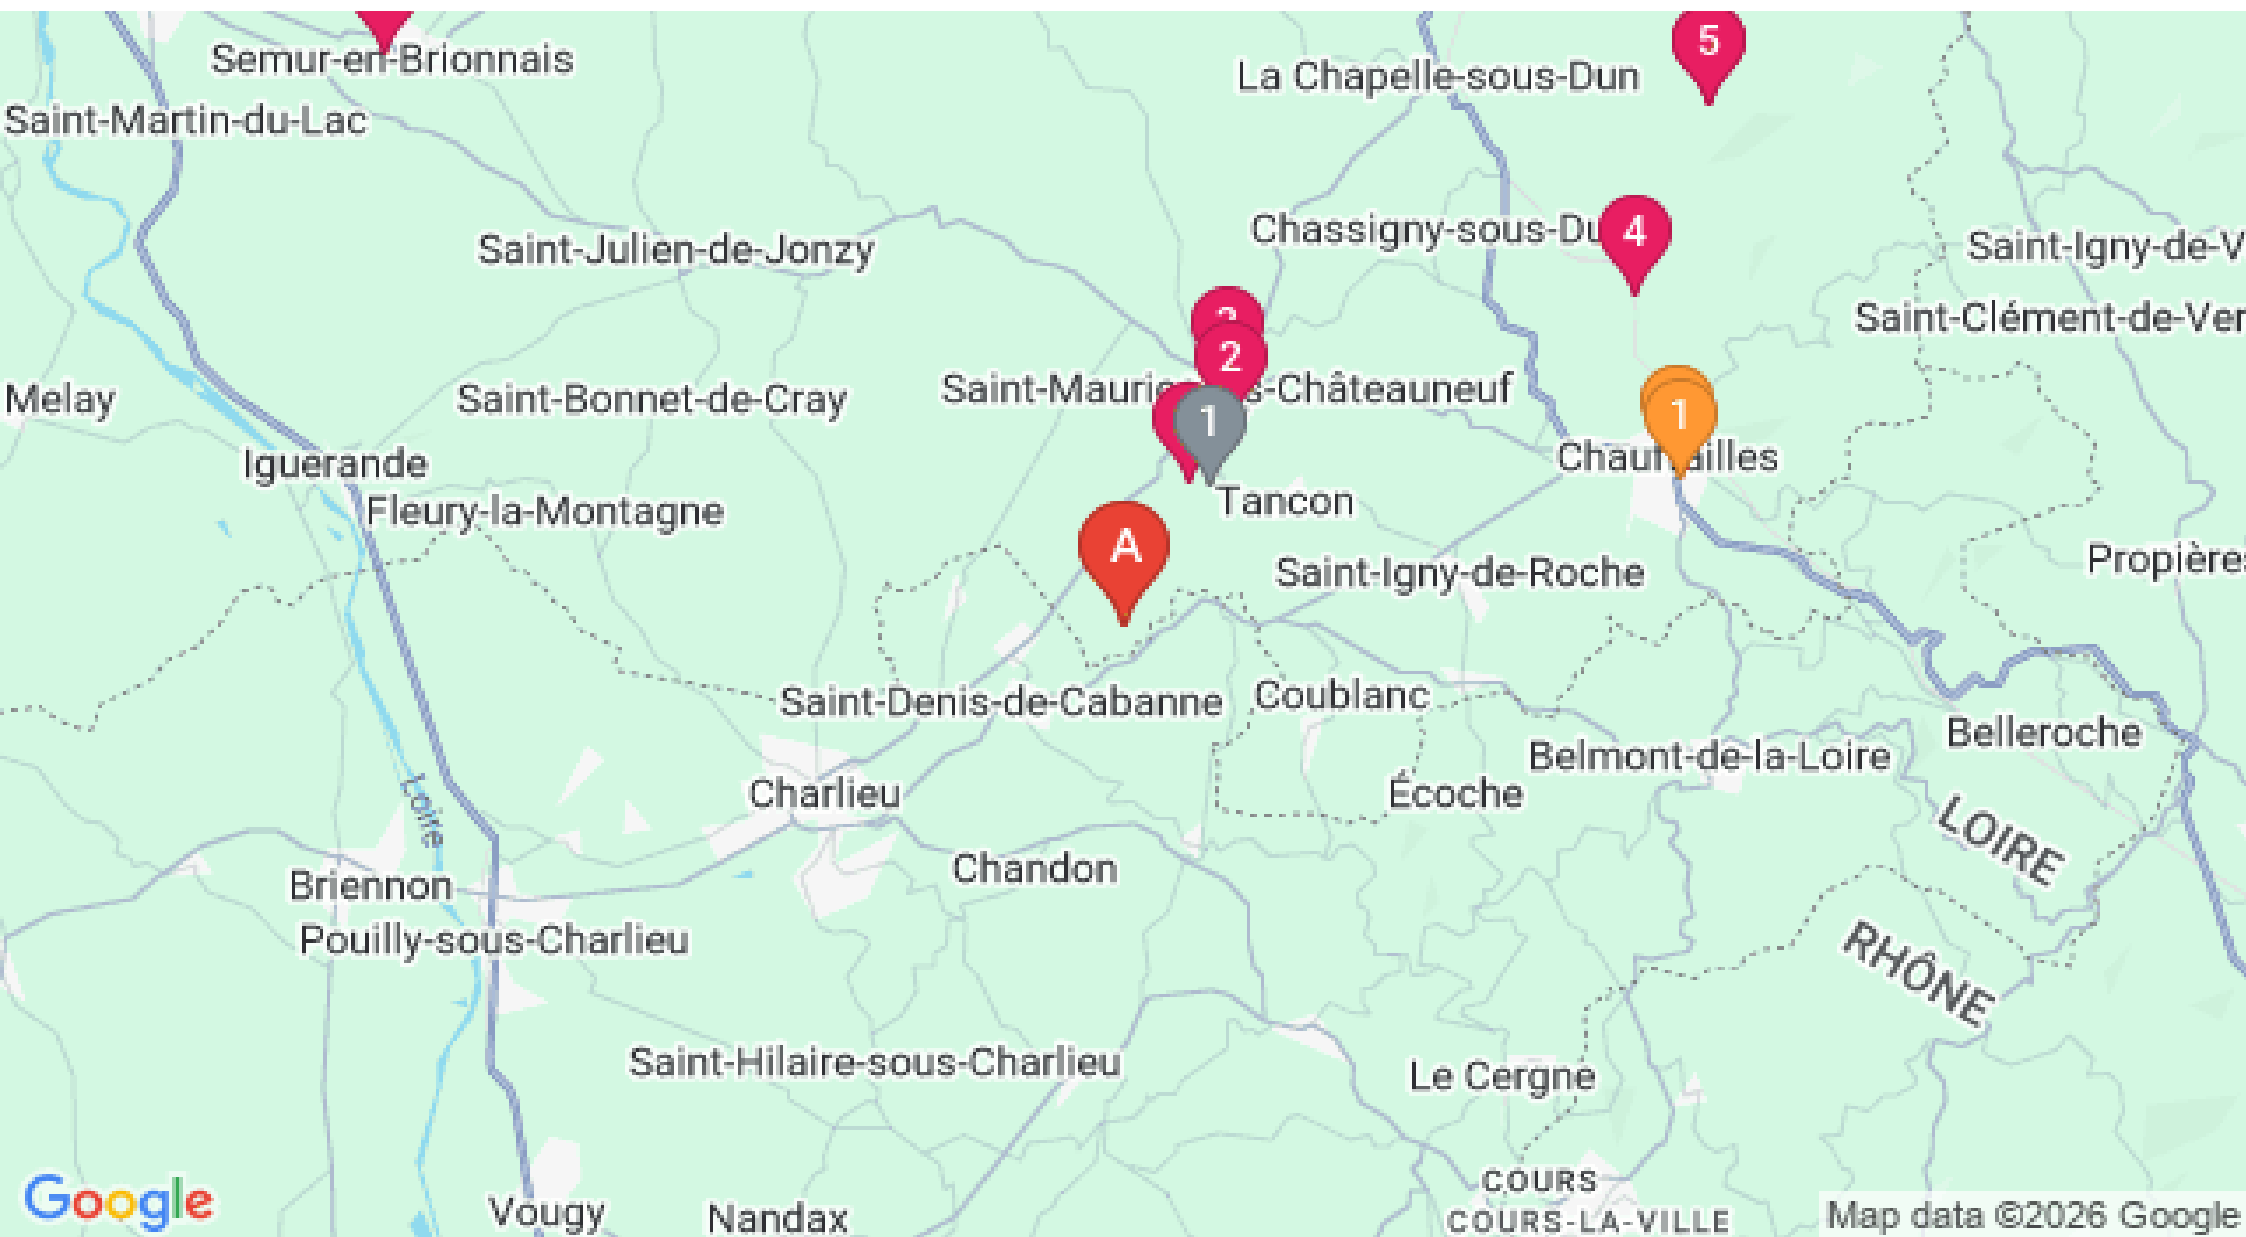 5
Semur-en-Brionnais
La Chapelle-sous-Dun
Saint-Martin-du-Lac
4
Chassigny-sous-Du
Saint-Igny-de-V
Saint-Julien-de-Jonzy
Saint-Clément-de-Ver
2
Saint-Mauri s-Châteauneuf
Melay
Saint-Bonnet-de-Cray
1
1
Iguerande
Chauffailles
Fleury-la-Montagne
Tancon
A
Saint-Igny-de-Roche
Propières
Saint-Denis-de-Cabanne
Coublanc
Belleroche
Belmont-de-la-Loire
Charlieu
Écoche
Loire
LOIRE
Chandon
Briennon
Pouilly-sous-Charlieu
RHÔNE
Saint-Hilaire-sous-Charlieu
Le Cergne
COURS
Google
Vougy
Nandax
COURS-LA-VILLE
Map data ©2026 Google